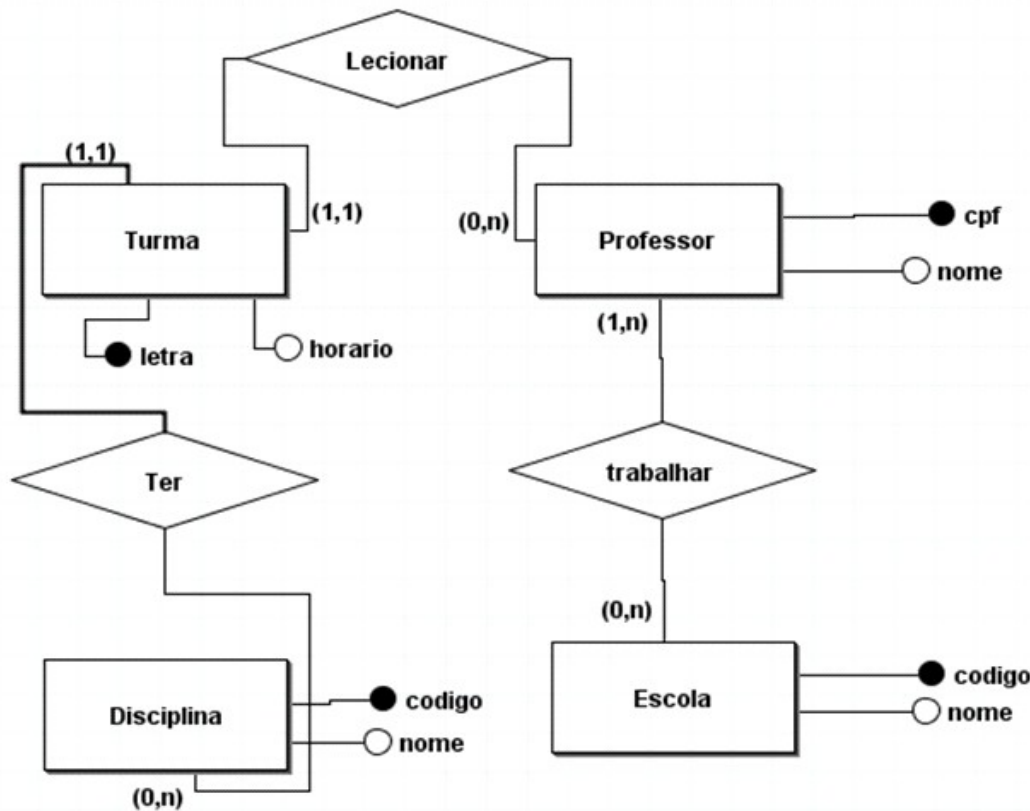 Lecionar
(1,1)
Turma
(1,1)
(0,n)
Professor
cpf
nome
letra
horario
(1,n)
Ter
trabalhar
(0,n)
Disciplina
codigo
nome
(0,n)
Escola
codigo
nome